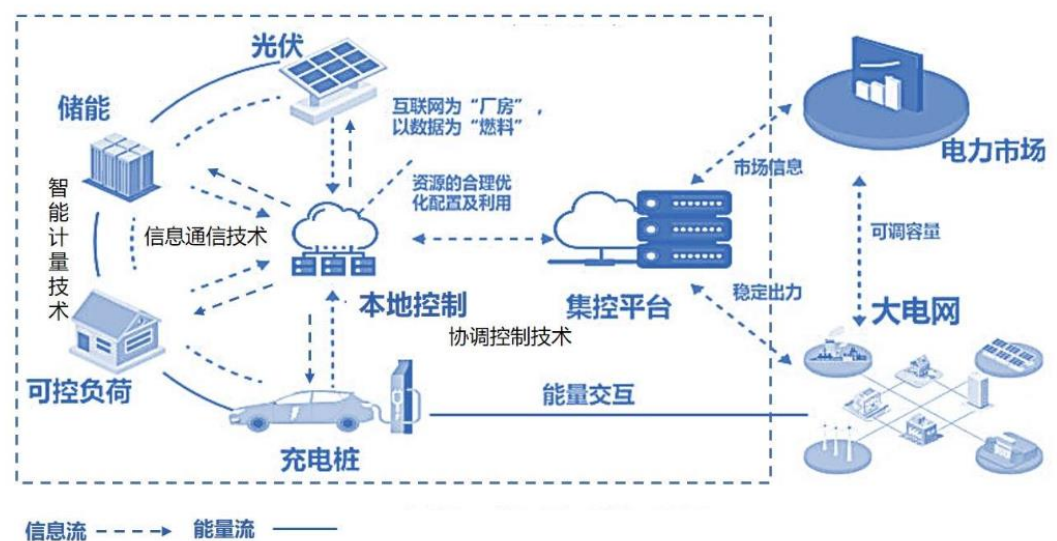 光伏
储能
互联网为“厂房”，
以数据为“燃料”
电力市场
市场信息
智能计量技术
资源的合理优
化配置及利用
信息通信技术
可调容量
稳定出力
本地控制
集控平台
大电网
协调控制技术
可控负荷
能量交互
充电桩
信息流
能量流